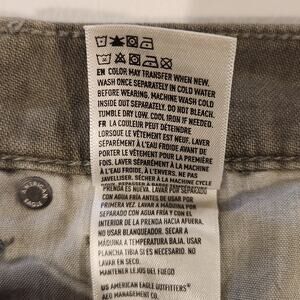 EN COLOR MAY TRANSFER WHEN NEW.
WASH ONCE SEPARATELY IN COLD WATER
BEFORE WEARING. MACHINE WASH COLD
INSIDE OUT SEPARATELY. DO NOT BLEACH.
TUMBLE DRY LOW. COOL IRON IF NEEDED.
FR LA COULEUR PEUT DÉTEINDRE
LORSQUE LE VÊTEMENT EST NEUF. LAVER
SÉPARÉMENT À L'EAU FROIDE AVANT DE
PORTER LE VÊTEMENT POUR LA PREMIÈRE
FOIS. LAVER SÉPARÉMENT À LA MACHINE
À L'EAU FROIDE, À L'ENVERS. NE PAS
JAVELLISER. SÉCHER À LA MACHINE CYCLE
PRENDA ES NUEVA. LAVAR POR SEPARADO
CON AGUA FRÍA ANTES DE USAR POR
PRIMERA VEZ. LAVAR A MÁQUINA POR
SEPARADO CON AGUA FRÍA CON EL
INTERIOR DE LA PRENDA HACIA AFUERA.
NO USAR BLANQUEADOR. SECAR A
MÁQUINA A TEMPERATURA BAJA. USAR
PLANCHA TIBIA SI ES NECESARIO. NO
LAVAR EN SECO.
MANTENER LEJOS DEL FUEGO
US AMERICAN EAGLE OUTFITTERS®
AEO MANAGEMENT CO.
AMERICAN